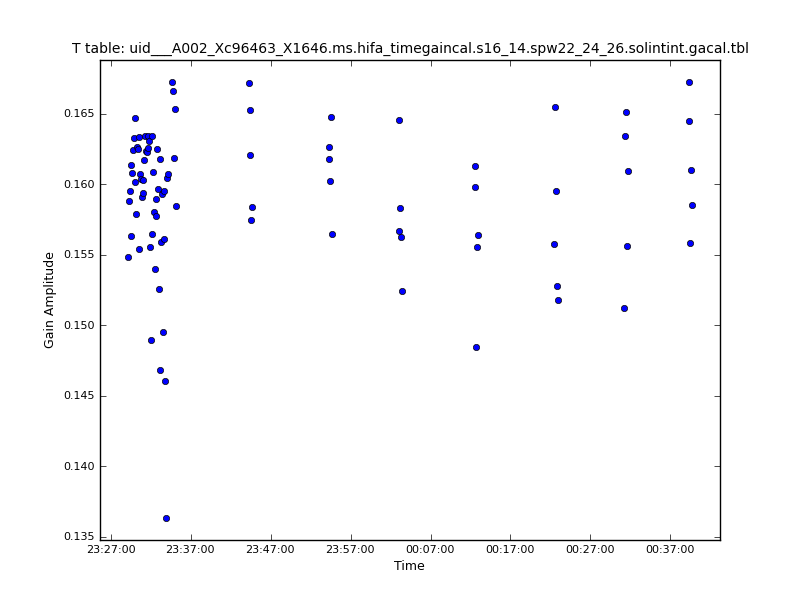 T table: uid___A002_Xc96463_X1646.ms.hifa_timegaincal.s16_14.spw22_24_26.solintint.gacal.tbl
Gain Amplitude
0.165
0.160
0.155
0.150
0.145
0.140
0.135
23:27:00 23:37:00 23:47:00 23:57:00 00:07:00 00:17:00 00:27:00 00:37:00
Time